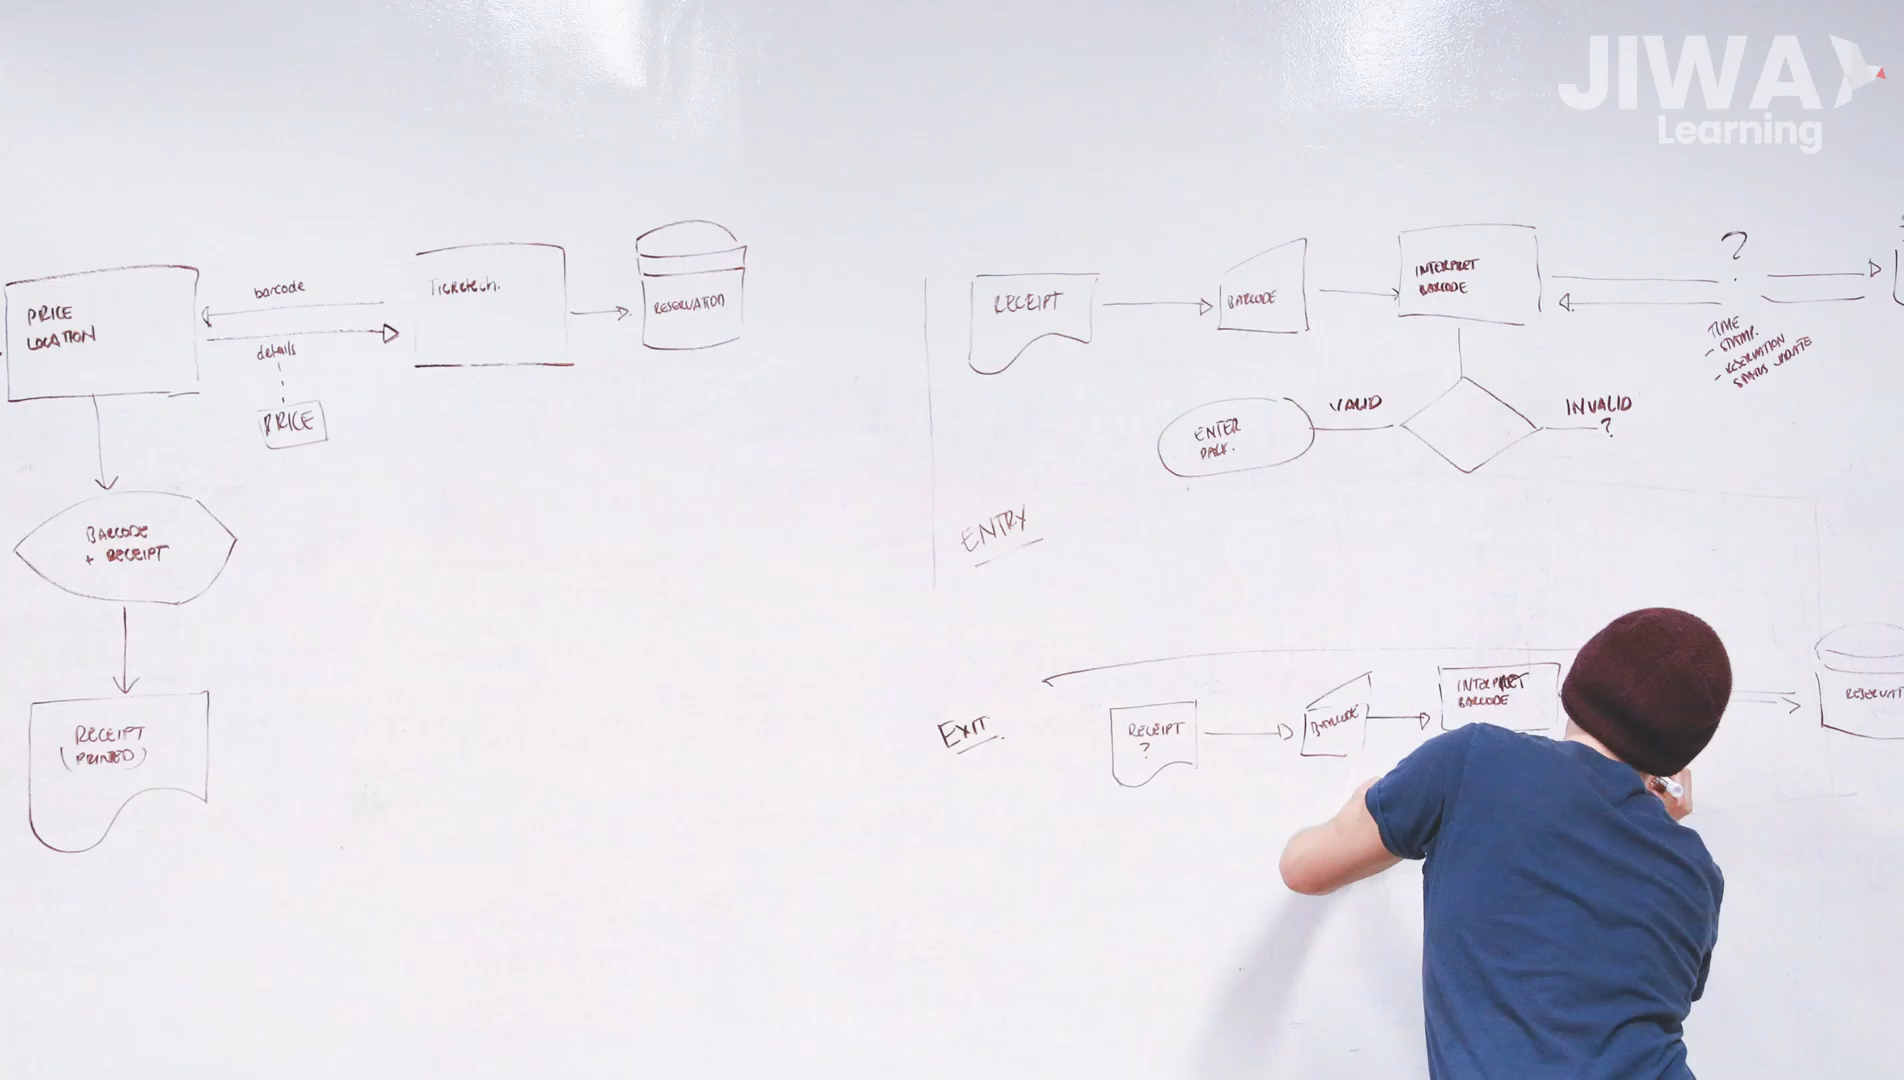 JIWA
Learning
PRICE
LOCATION
barcode
details
PRICE
Ticketech.
RESERVATION
BARCODE
+ RECEIPT
RECEIPT
(PRINTED)
RECEIPT
BARCODE
INTERPRET
BARCODE
?
TIME
- STAMP.
- RESERVATION
STATUS UPDATE
VALID
INVALID
?
ENTER
PARK.
ENTRY
EXIT.
RECEIPT
?
BARCODE
INTERPRET
BARCODE